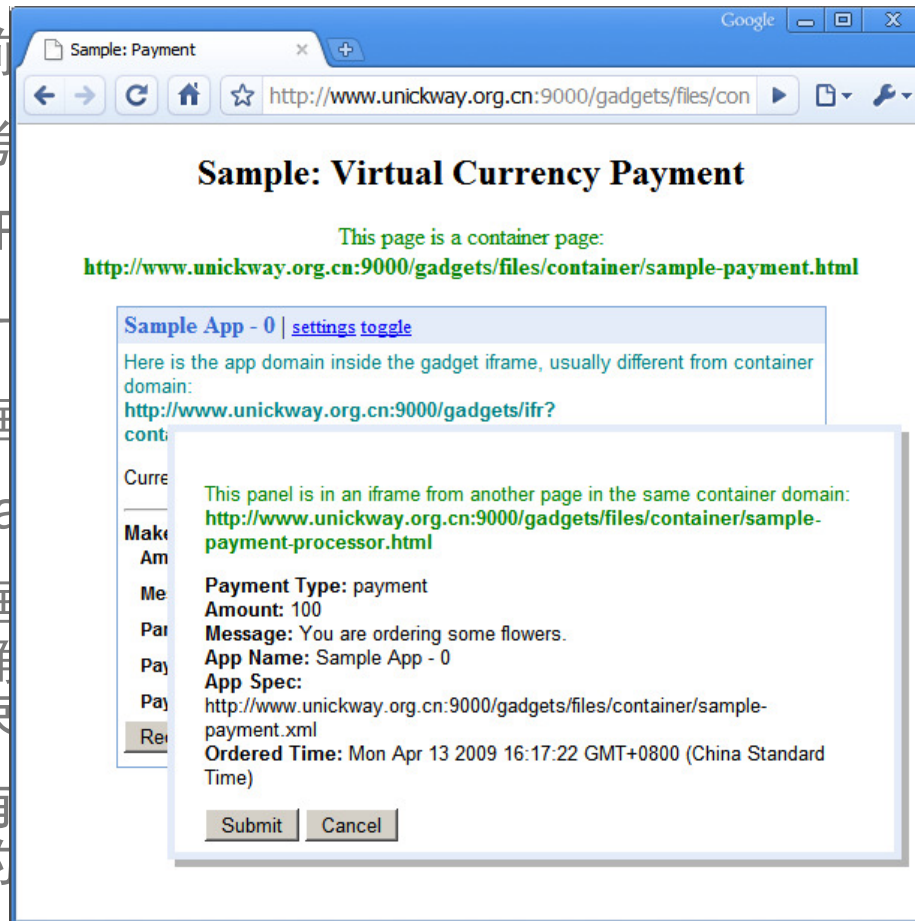 Google
Sample: Payment
http://www.unickway.org.cn:9000/gadgets/files/con
Sample: Virtual Currency Payment
This page is a container page:
http://www.unickway.org.cn:9000/gadgets/files/container/sample-payment.html
Sample App - 0 | settings toggle
Here is the app domain inside the gadget iframe, usually different from container
domain:
http://www.unickway.org.cn:9000/gadgets/ifr?
Make
This panel is in an iframe from another page in the same container domain:
http://www.unickway.org.cn:9000/gadgets/files/container/sample-
payment-processor.html
Payment Type: payment
Amount: 100
Message: You are ordering some flowers.
App Name: Sample App - 0
App Spec:
http://www.unickway.org.cn:9000/gadgets/files/container/sample-
payment.xml
Ordered Time: Mon Apr 13 2009 16:17:22 GMT+0800 (China Standard
Time)
Submit Cancel